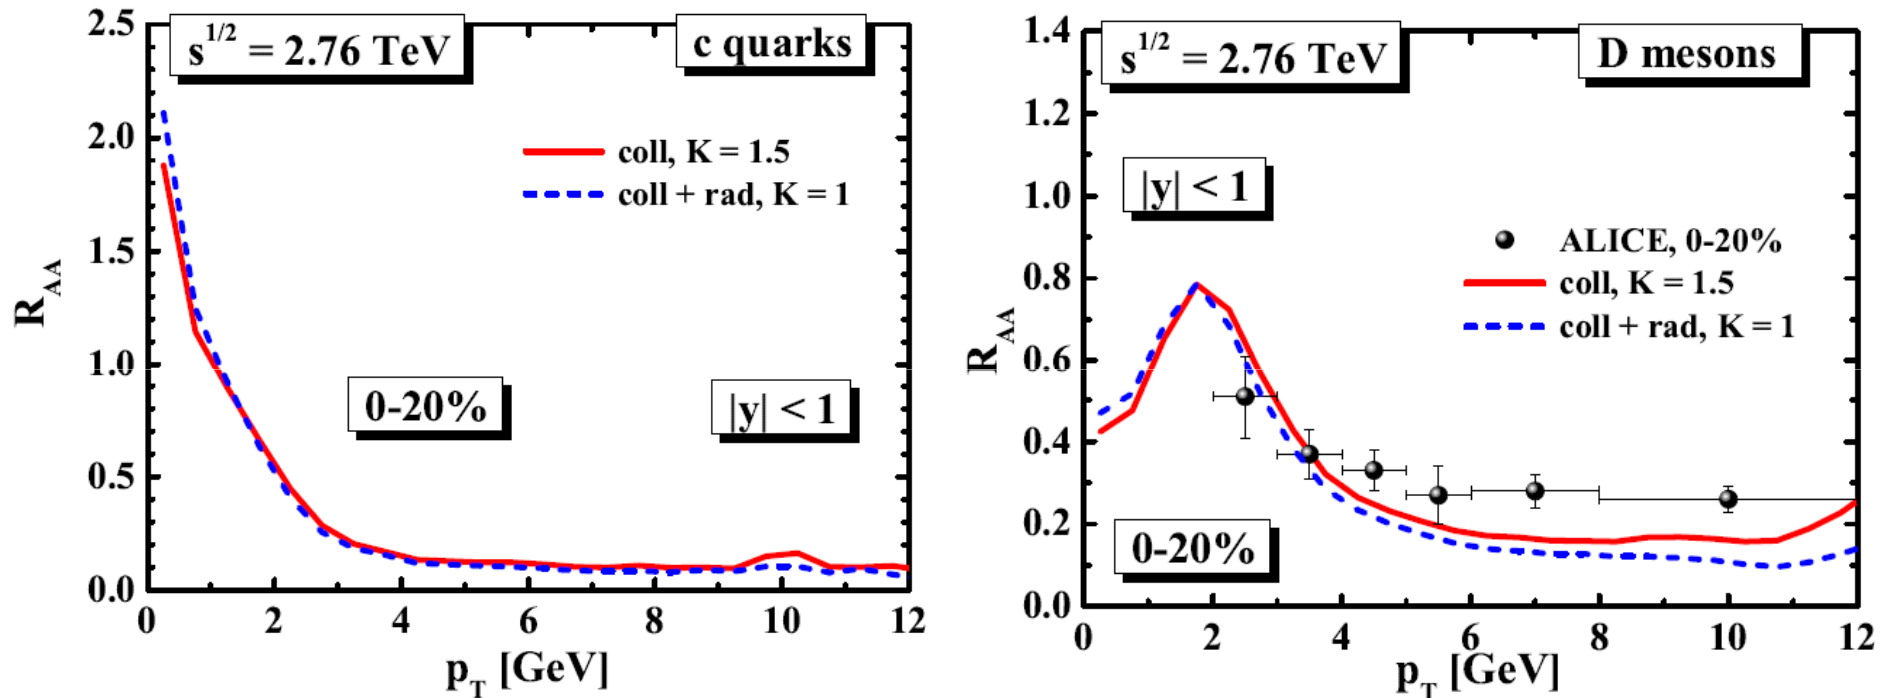 s^1/2 = 2.76 TeV
c quarks
coll, K = 1.5
coll + rad, K = 1
0-20%
|y| < 1
R_AA
2.5
2.0
1.5
1.0
0.5
0.0
0 2 4 6 8 10 12
p_T [GeV]
s^1/2 = 2.76 TeV
D mesons
|y| < 1
ALICE, 0-20%
coll, K = 1.5
coll + rad, K = 1
0-20%
R_AA
1.4
1.2
1.0
0.8
0.6
0.4
0.2
0.0
0 2 4 6 8 10 12
p_T [GeV]